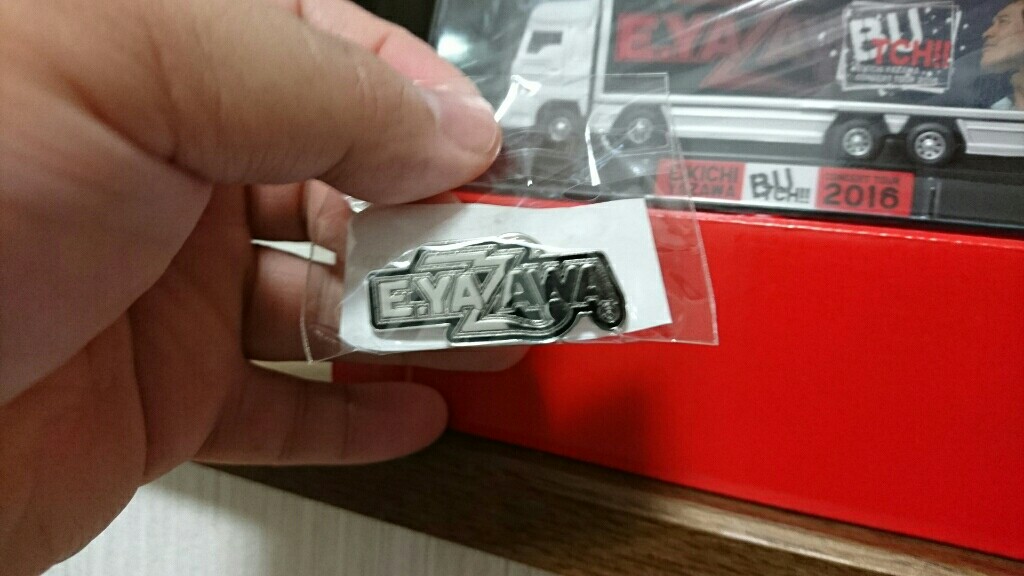 E.YAZAWA
BU
TCH!!
EIKICHI
YAZAWA
BU
TCH!!
CONCERT TOUR
2016
E.YAZAWA